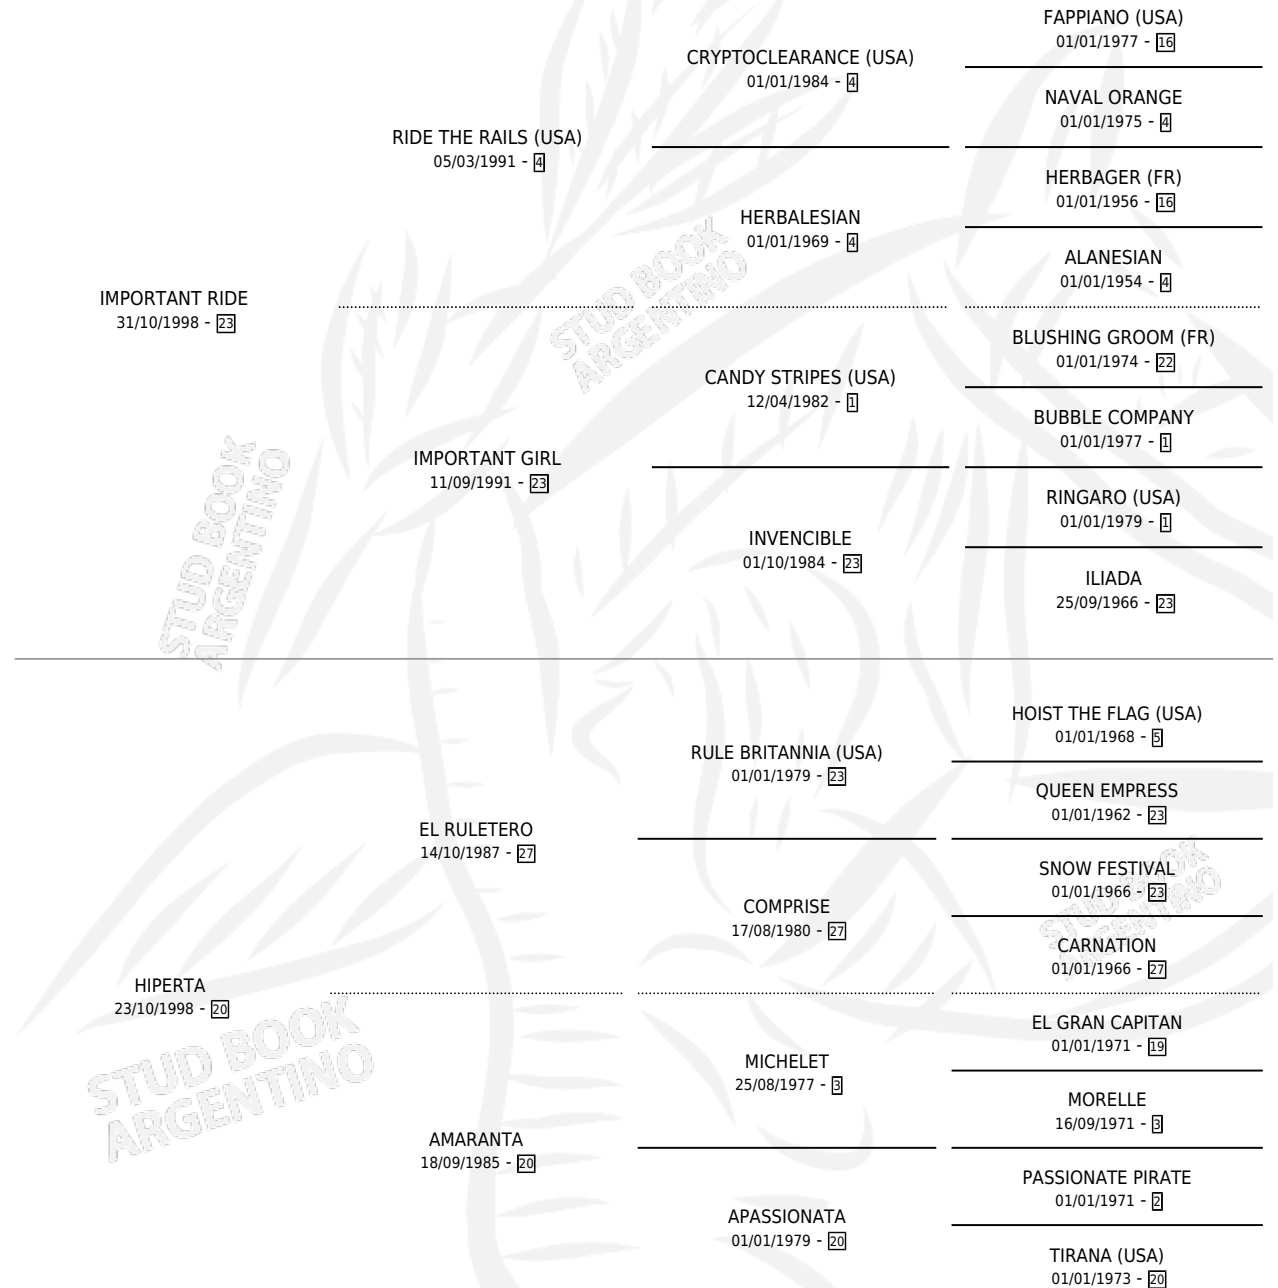 FAPPIANO (USA)
01/01/1977 - 16
CRYPTOCLEARANCE (USA)
01/01/1984 - 4
NAVAL ORANGE
01/01/1975 - 4
RIDE THE RAILS (USA)
05/03/1991 - 4
HERBAGER (FR)
01/01/1956 - 16
HERBALESIAN
01/01/1969 - 4
ALANESIAN
01/01/1954 - 4
IMPORTANT RIDE
31/10/1998 - 23
STUD BOOK
ARGENTINO
BLUSHING GROOM (FR)
01/01/1974 - 22
CANDY STRIPES (USA)
12/04/1982 - 1
BUBBLE COMPANY
01/01/1977 - 1
IMPORTANT GIRL
11/09/1991 - 23
RINGARO (USA)
01/01/1979 - 1
INVENCIBLE
01/10/1984 - 23
ILIADA
25/09/1966 - 23
STUD BOOK
ARGENTINO
HOIST THE FLAG (USA)
01/01/1968 - 5
RULE BRITANNIA (USA)
01/01/1979 - 23
QUEEN EMPRESS
01/01/1962 - 23
EL RULETERO
14/10/1987 - 27
SNOW FESTIVAL
01/01/1966 - 23
COMPRISE
17/08/1980 - 27
STUD BOOK
ARGENTINO
CARNATION
01/01/1966 - 27
HIPERTA
23/10/1998 - 20
EL GRAN CAPITAN
01/01/1971 - 19
MICHELET
25/08/1977 - 3
STUD BOOK
ARGENTINO
MORELLE
16/09/1971 - 3
AMARANTA
18/09/1985 - 20
PASSIONATE PIRATE
01/01/1971 - 2
APASSIONATA
01/01/1979 - 20
TIRANA (USA)
01/01/1973 - 20